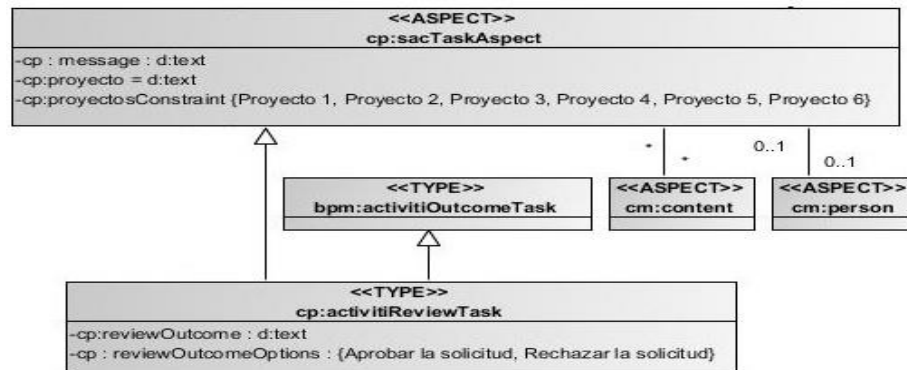 <<ASPECT>>
cp:sacTaskAspect
-cp : message : d:text
-cp:proyecto = d:text
-cp:proyectosConstraint {Proyecto 1, Proyecto 2, Proyecto 3, Proyecto 4, Proyecto 5, Proyecto 6}
* 0..1
* 0..1
<<TYPE>> <<ASPECT>> <<ASPECT>>
bpm:activitiOutcomeTask cm:content cm:person
<<TYPE>>
cp:activitiReviewTask
-cp:reviewOutcome : d:text
-cp : reviewOutcomeOptions : {Aprobar la solicitud, Rechazar la solicitud}